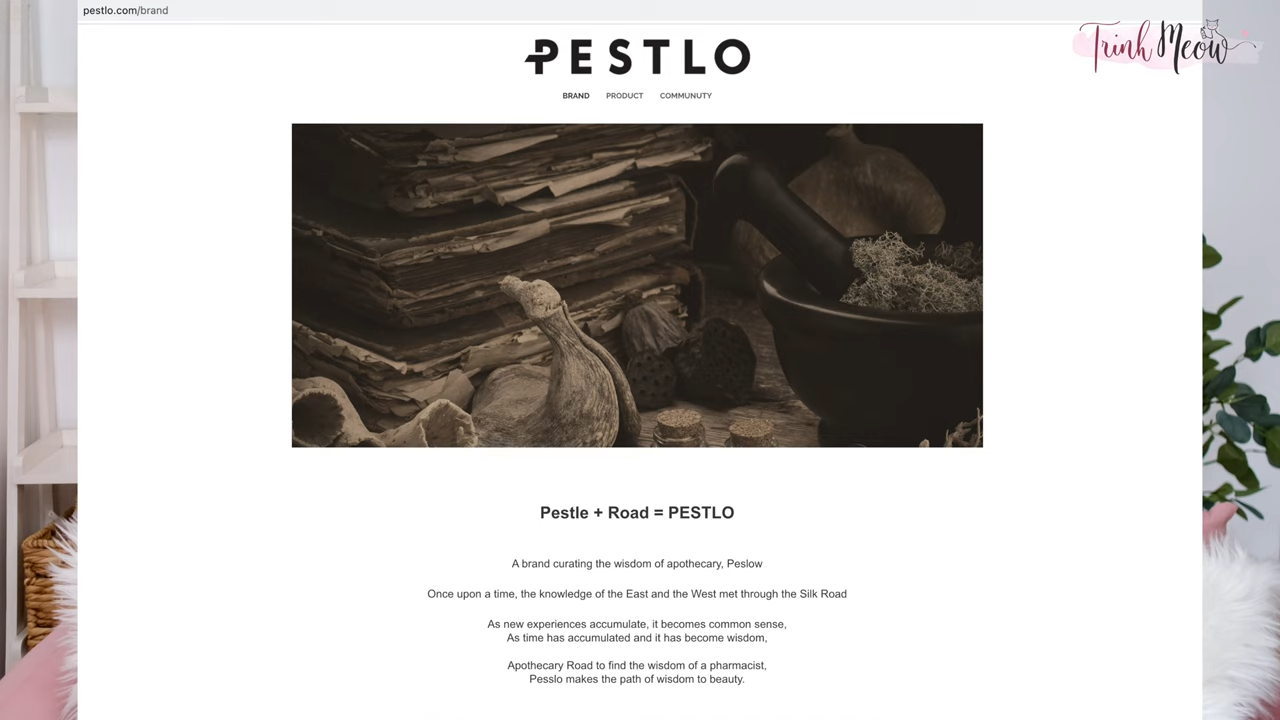 pestlo.com/brand
Trinh Meow
PESTLO
BRAND PRODUCT COMMUNUTY
Pestle + Road = PESTLO
A brand curating the wisdom of apothecary, Peslow
Once upon a time, the knowledge of the East and the West met through the Silk Road
As new experiences accumulate, it becomes common sense,
As time has accumulated and it has become wisdom,
Apothecary Road to find the wisdom of a pharmacist,
Pesslo makes the path of wisdom to beauty.